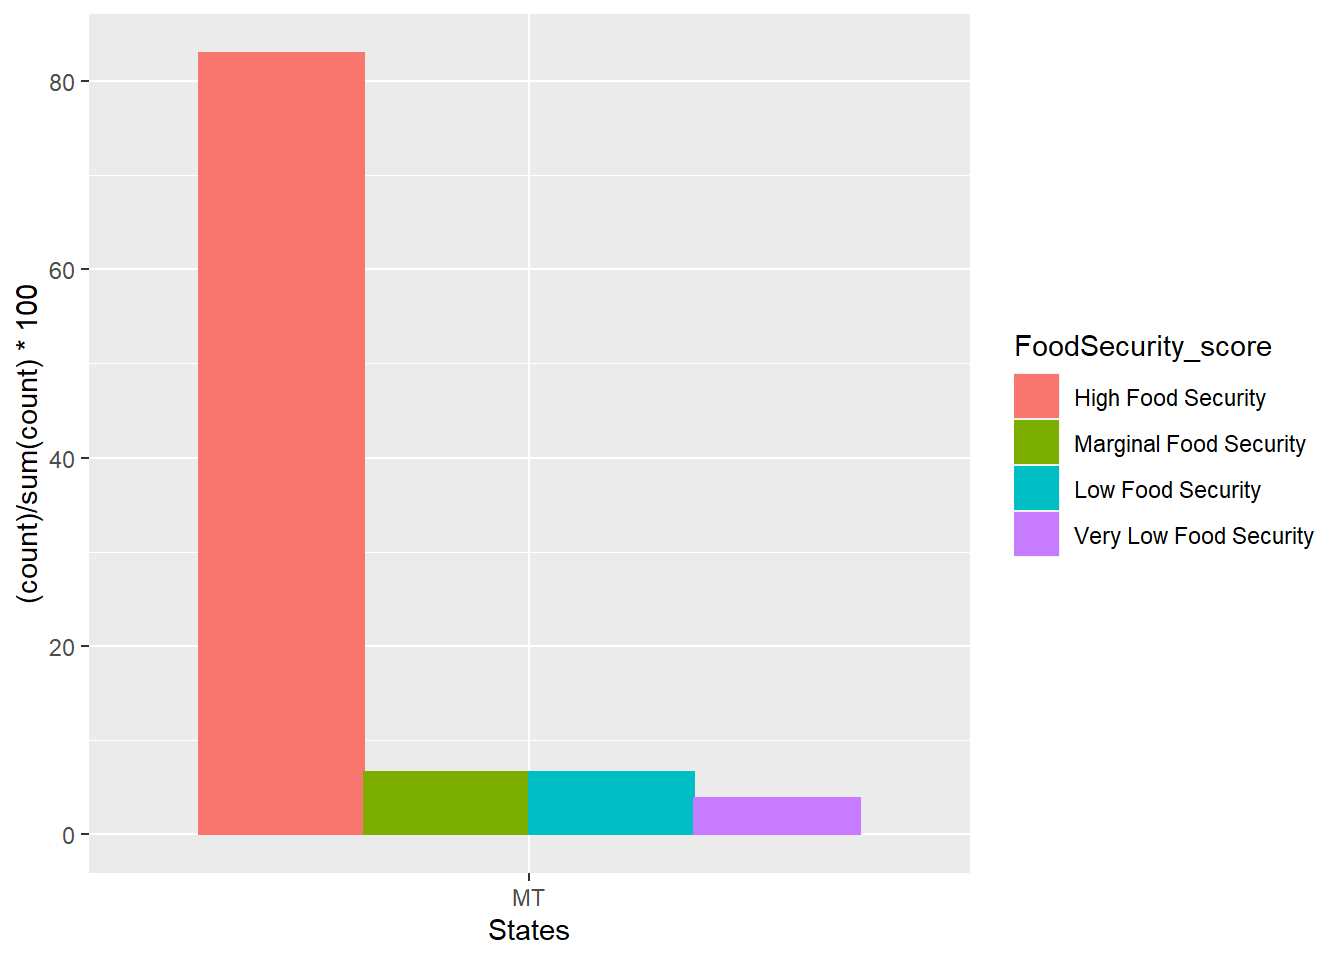 (count)/sum(count) * 100
80
60
40
20
0
MT
States
FoodSecurity_score
High Food Security
Marginal Food Security
Low Food Security
Very Low Food Security